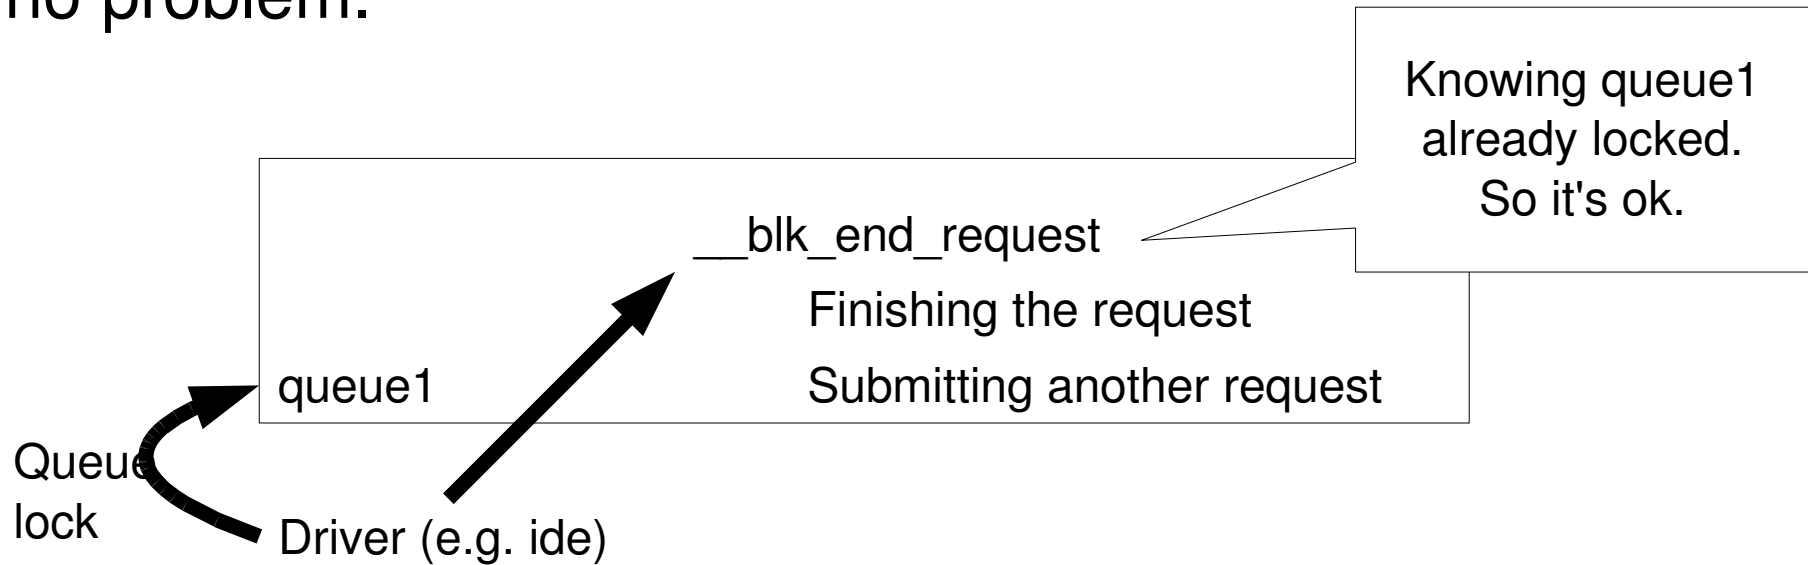 no problem.
Knowing queue1
already locked.
So it's ok.
__blk_end_request
Finishing the request
queue1
Submitting another request
Queue
lock
Driver (e.g. ide)